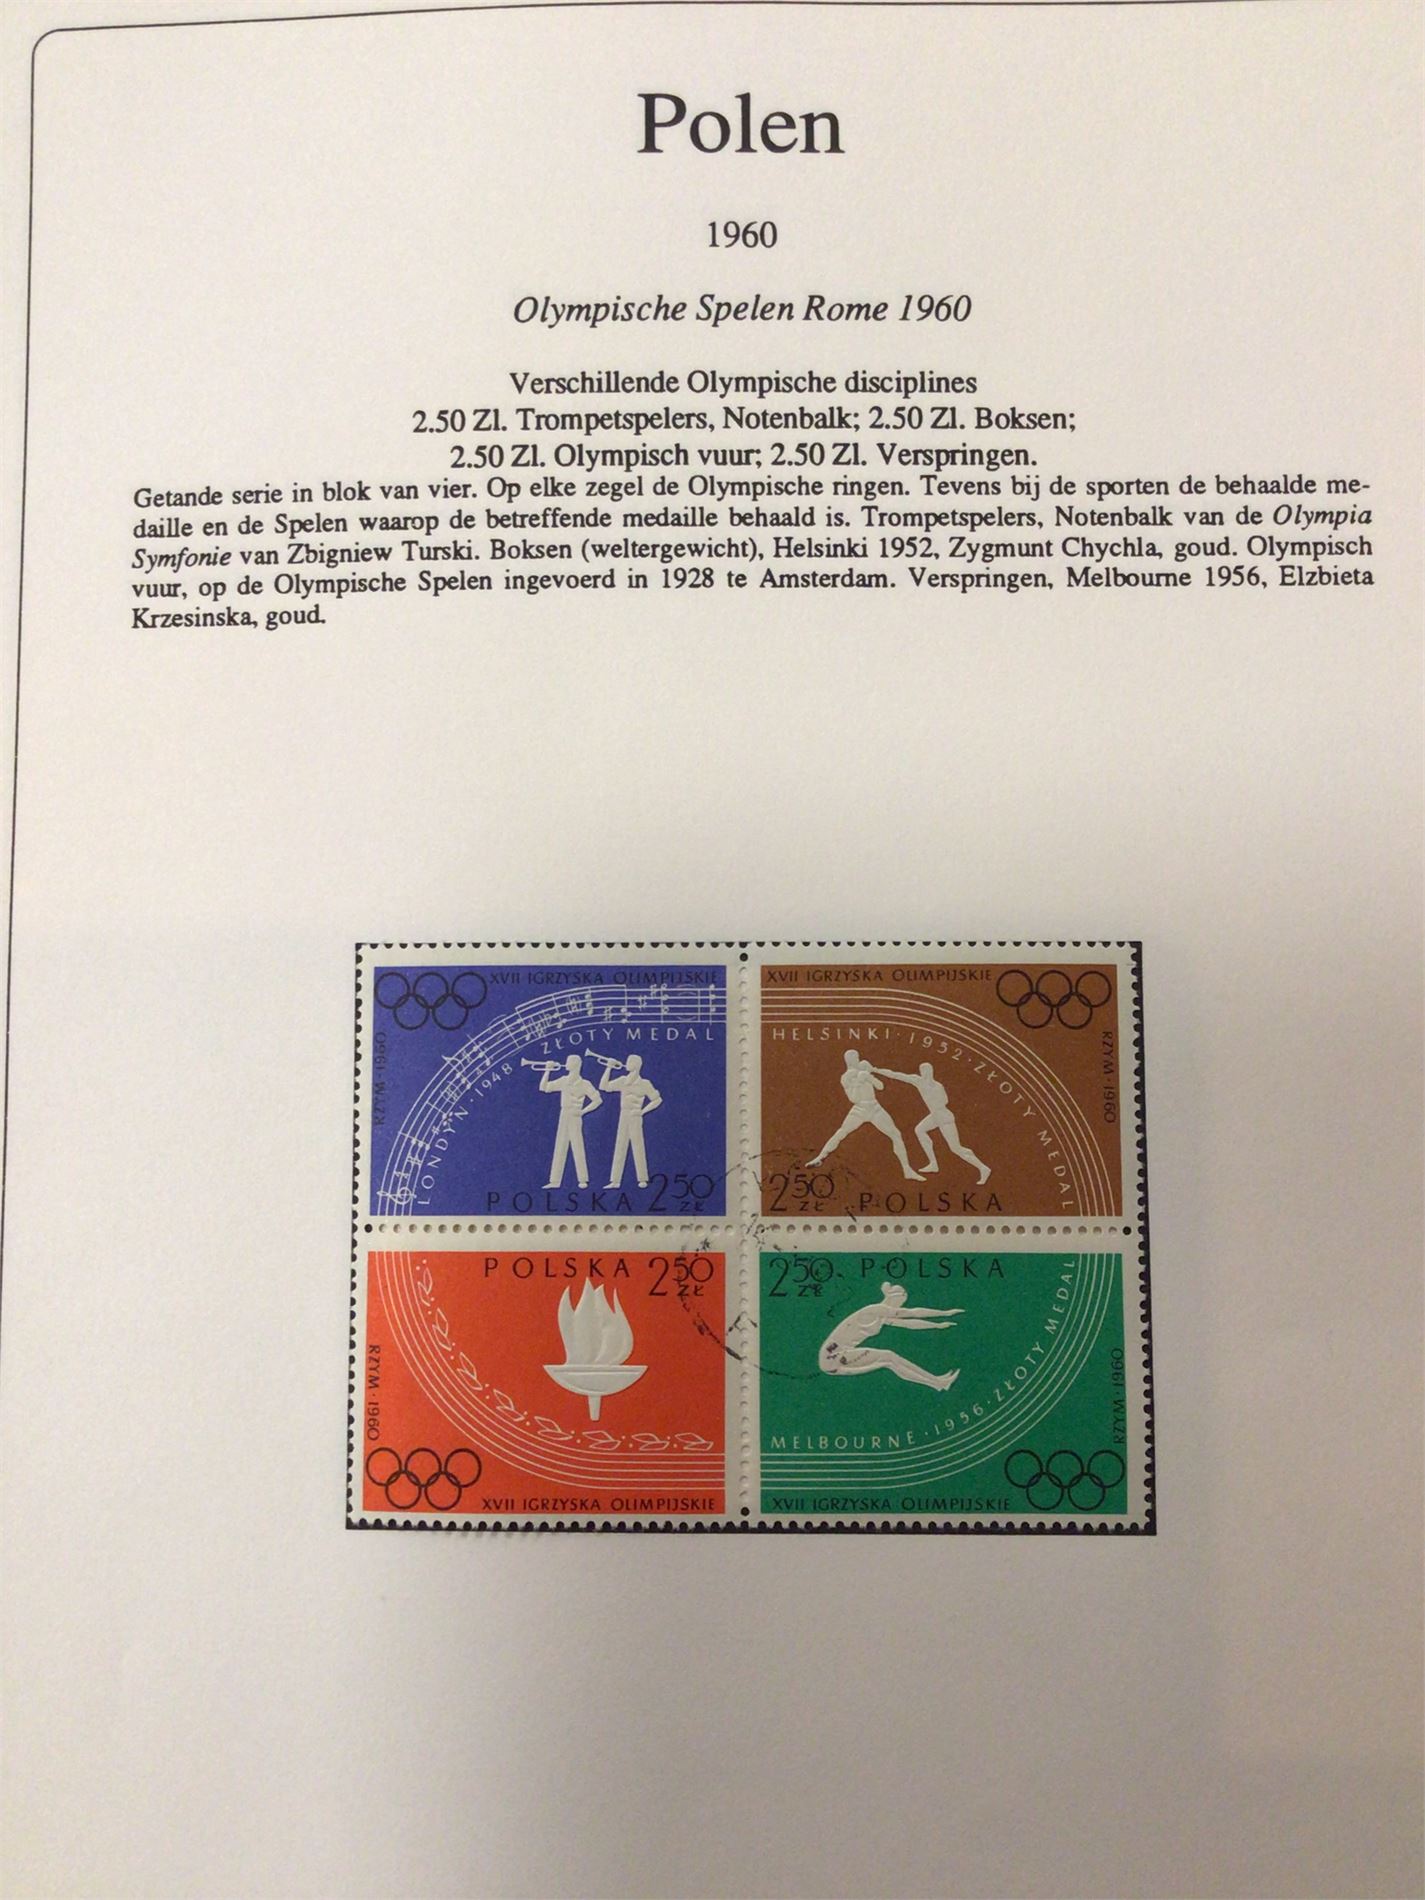 Polen
1960
Olympische Spelen Rome 1960
Verschillende Olympische disciplines
2.50 Zl. Trompetspelers, Notenbalk; 2.50 Zl. Boksen;
2.50 Zl. Olympisch vuur; 2.50 Zl. Verspringen.
Getande serie in blok van vier. Op elke zegel de Olympische ringen. Tevens bij de sporten de behaalde me-
daille en de Spelen waarop de betreffende medaille behaald is. Trompetspelers, Notenbalk van de Olympia
Symfonie van Zbigniew Turski. Boksen (weltergewicht), Helsinki 1952, Zygmunt Chychla, goud. Olympisch
vuur, op de Olympische Spelen ingevoerd in 1928 te Amsterdam. Verspringen, Melbourne 1956, Elzbieta
Krzesinska, goud.
XVII IGRZYSKA OLIMPIJSKIE
RZYM · 1960
LONDYN · 1948 ZŁOTY MEDAL
POLSKA 2 50 ZŁ
XVII IGRZYSKA OLIMPIJSKIE
RZYM · 1960
HELSINKI · 1952 · ZŁOTY MEDAL
2 50 ZŁ POLSKA
POLSKA 2 50 ZŁ
RZYM · 1960
XVII IGRZYSKA OLIMPIJSKIE
2 50 ZŁ POLSKA
MELBOURNE · 1956 · ZŁOTY MEDAL
RZYM · 1960
XVII IGRZYSKA OLIMPIJSKIE